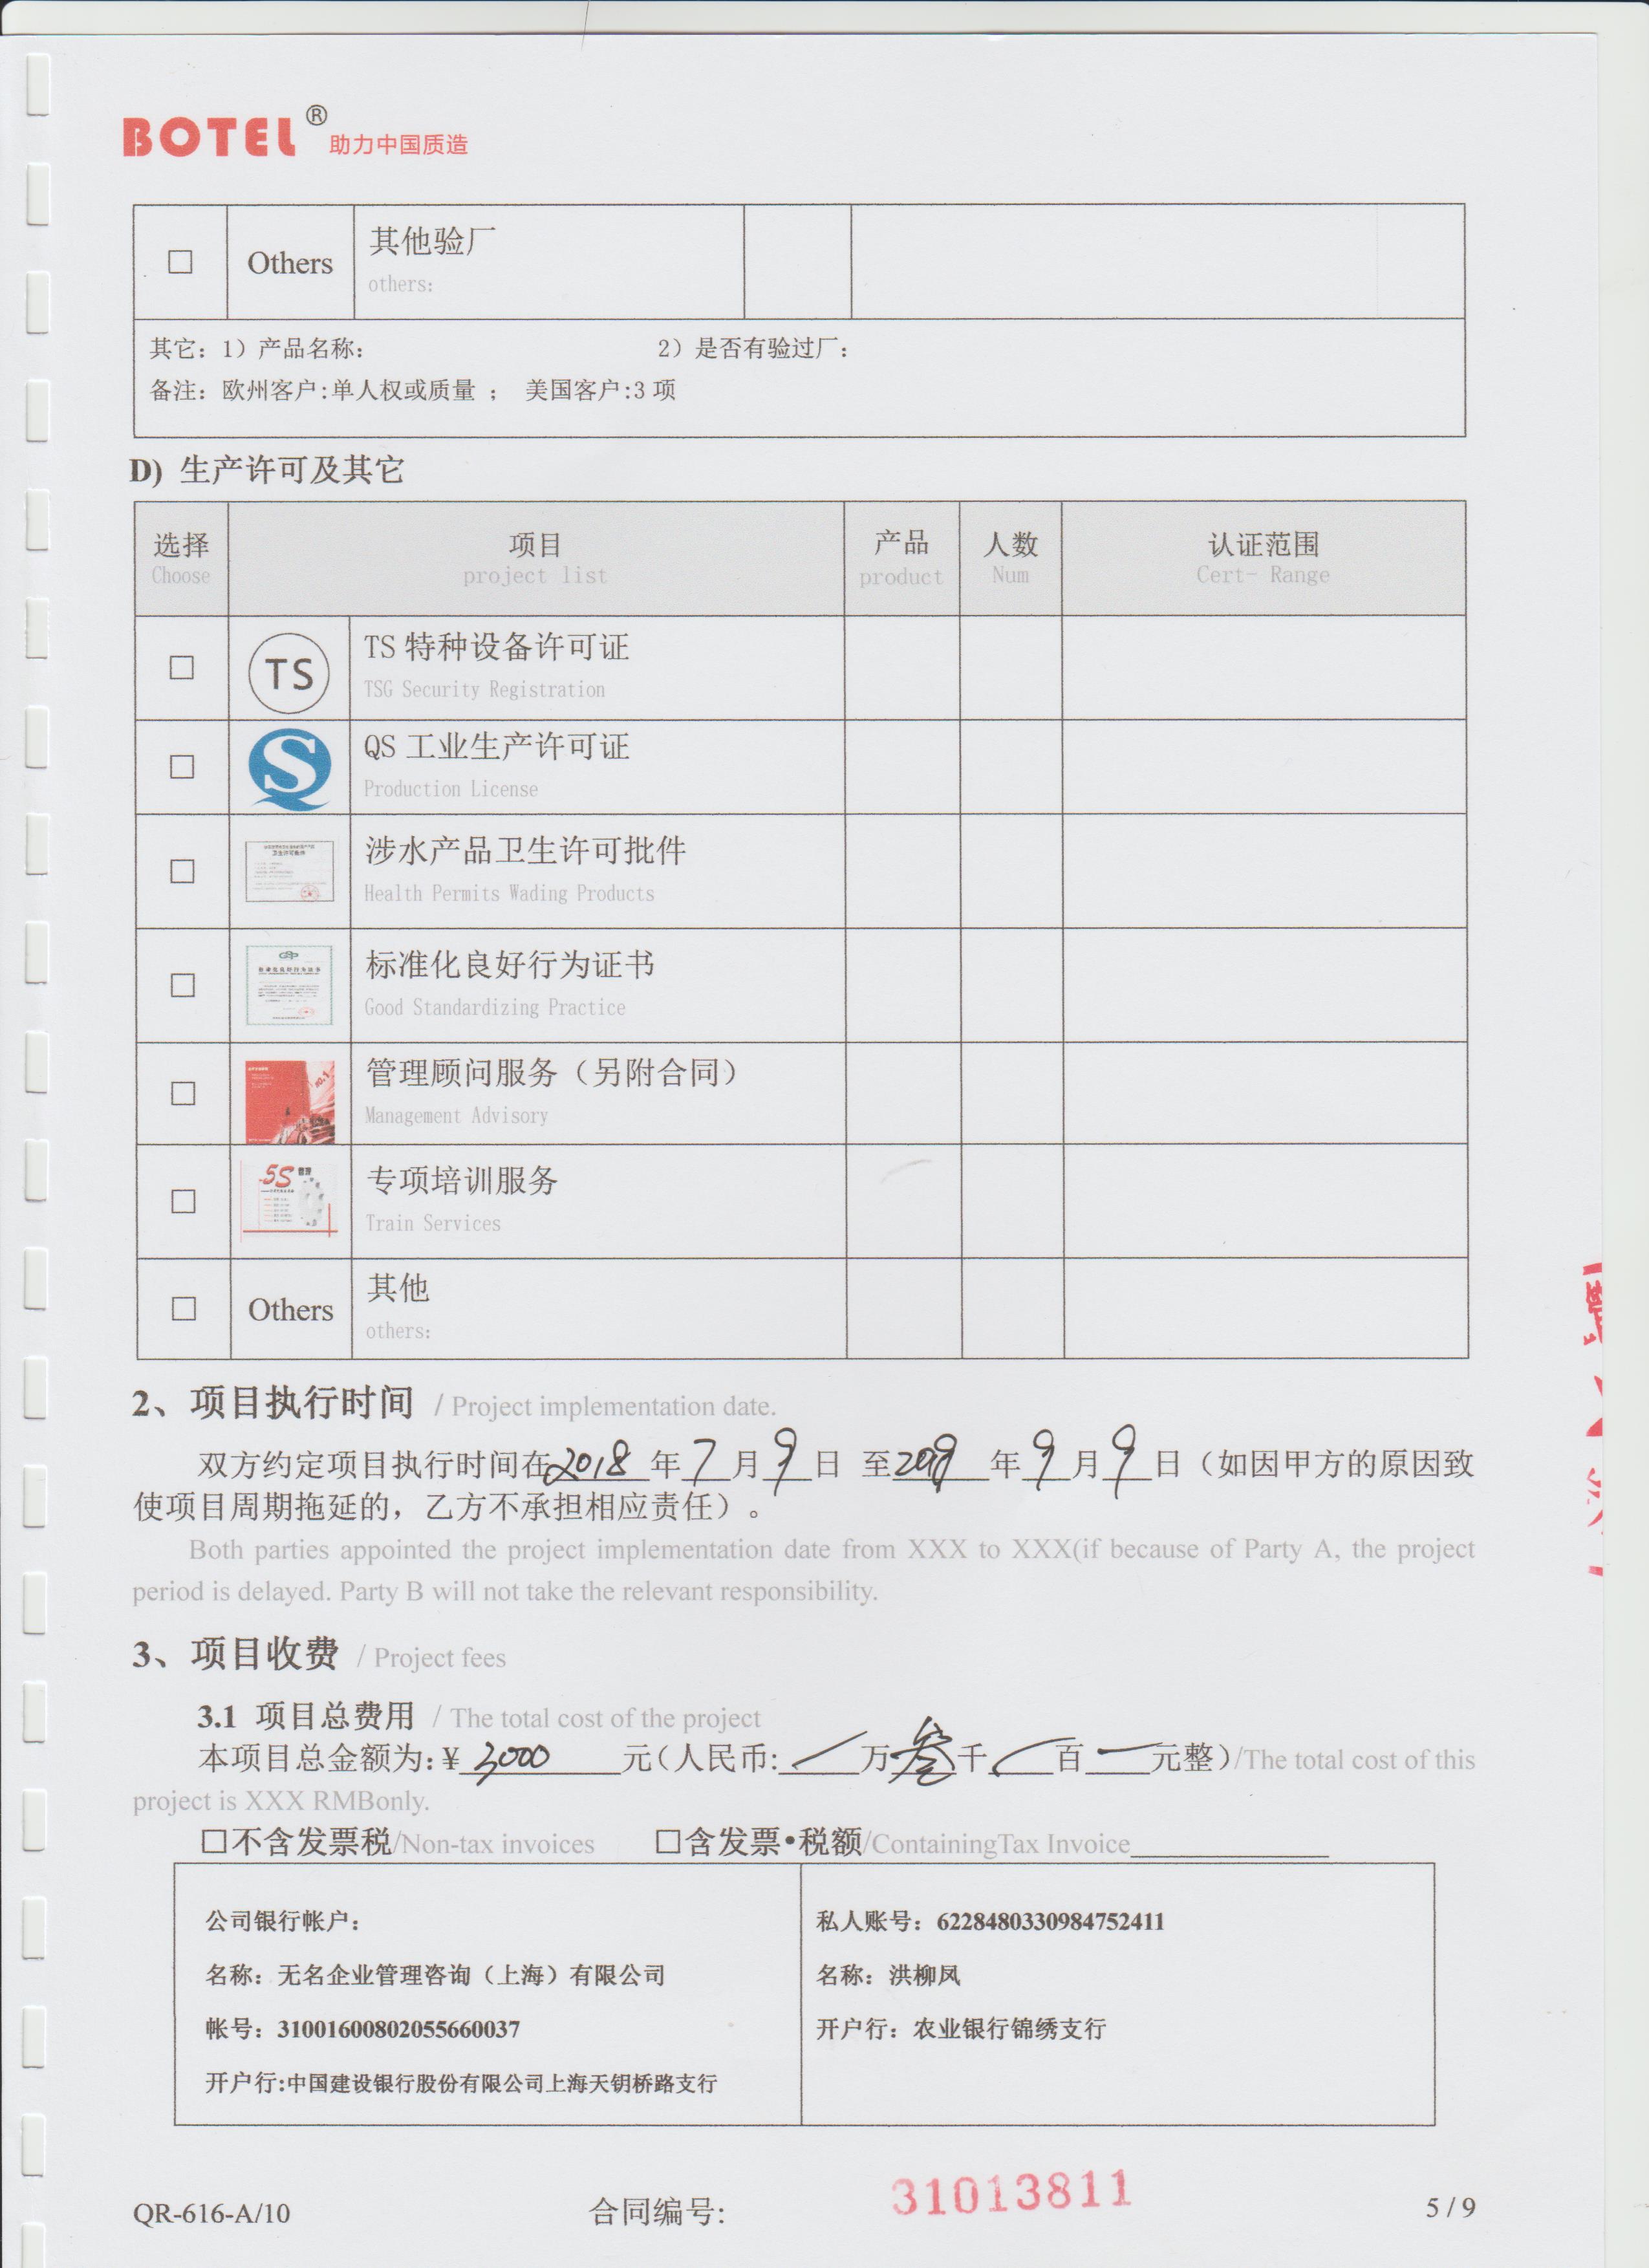 BOTEL® 助力中国质造
□ Others 其他验厂
others:
其它：1）产品名称： 2）是否有验过厂：
备注：欧州客户:单人权或质量 ； 美国客户:3 项
D) 生产许可及其它
选择 项目 产品 人数 认证范围
Choose project list product Num Cert- Range
□ TS TS 特种设备许可证
TSG Security Registration
□ QS 工业生产许可证
Production License
□ 涉水产品卫生许可批件
Health Permits Wading Products
□ 标准化良好行为证书
Good Standardizing Practice
□ 管理顾问服务（另附合同）
Management Advisory
□ 5S 专项培训服务
Train Services
□ Others 其他
others:
2、项目执行时间 / Project implementation date.
双方约定项目执行时间在2018 年7月9日 至 年9月9日（如因甲方的原因致
使项目周期拖延的，乙方不承担相应责任）。
Both parties appointed the project implementation date from XXX to XXX(if because of Party A, the project
period is delayed. Party B will not take the relevant responsibility.
3、项目收费 / Project fees
3.1 项目总费用 / The total cost of the project
本项目总金额为:¥ 3000 元(人民币: / 万叁千 / 百 一 元整)/The total cost of this
project is XXX RMBonly.
□不含发票税/Non-tax invoices □含发票•税额/ContainingTax Invoice
公司银行帐户： 私人账号：6228480330984752411
名称：无名企业管理咨询（上海）有限公司 名称：洪柳凤
帐号：31001600802055660037 开户行：农业银行锦绣支行
开户行:中国建设银行股份有限公司上海天钥桥路支行
QR-616-A/10 合同编号: 31013811 5 / 9